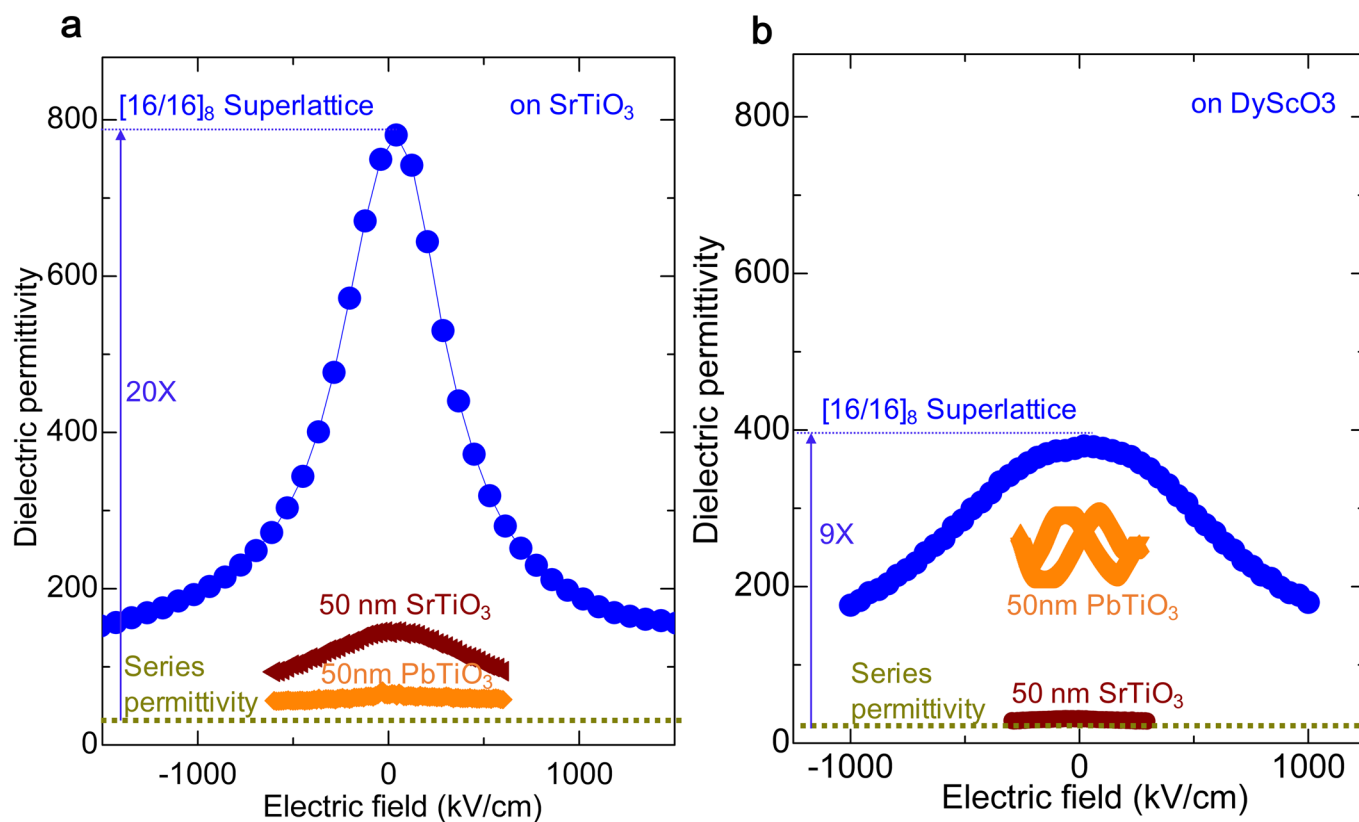 a
[16/16]₈ Superlattice
on SrTiO₃
800
600
400
200
0
20X
50 nm SrTiO₃
50nm PbTiO₃
Series
permittivity
-1000
0
1000
Dielectric permittivity
Electric field (kV/cm)
b
on DyScO3
800
600
400
200
0
[16/16]₈ Superlattice
9X
50nm PbTiO₃
50 nm SrTiO₃
Series
permittivity
-1000
0
1000
Dielectric permittivity
Electric field (kV/cm)